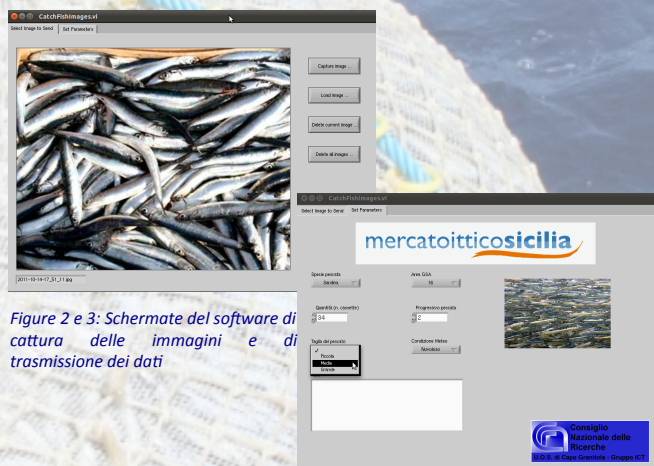 CatchFishImages.vi
Select Image to Send
Set Parameters
Capture image ...
Load image ...
Delete current image ...
Delete all images ...
2011-10-14-17_51_11.jpg
Figure 2 e 3: Schermate del software di
cattura delle immagini e di
trasmissione dei dati
CatchFishImages.vi
Select Image to Send
Set Parameters
mercatoitticosicilia
Specie pescata
Area GSA
Sardina
16
Quantità (n. cassette)
Progressivo pescata
34
2
Taglia del pescato
Condizione Meteo
Piccola
Media
Grande
Nuvoloso
Consiglio
Nazionale delle
Ricerche
U.O.S. di Capo Granitola - Gruppo ICT